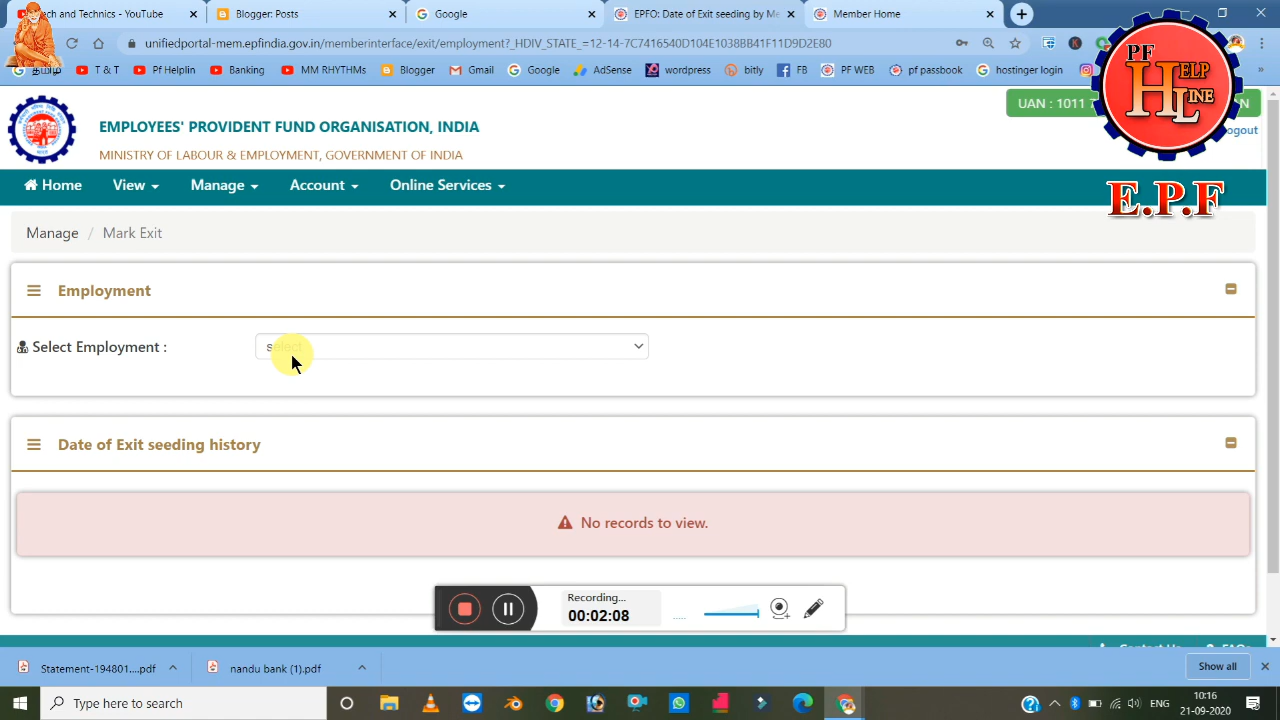 ech and Technics - YouTube
Blogger: Posts
Google
EPFO: Date of Exit seeding by Me
Member Home
unifiedportal-mem.epfindia.gov.in/memberinterface/exit/employment?_HDIV_STATE_=12-14-7C7416540D104E1038BB41F11D9D2E80
தமிழ்
T & T
PF Helplin
Banking
MM RHYTHMs
Blogger
Gmail
Google
AdSense
wordpress
bitly
FB
PF WEB
pf passbook
hostinger login
PF
HELP
LINE
E.P.F
UAN : 1011 7
N
ogout
EMPLOYEES' PROVIDENT FUND ORGANISATION, INDIA
MINISTRY OF LABOUR & EMPLOYMENT, GOVERNMENT OF INDIA
Home
View
Manage
Account
Online Services
Manage / Mark Exit
Employment
Select Employment :
select
Date of Exit seeding history
No records to view.
Recording...
00:02:08
Statement-194801....pdf
nandu bank (1).pdf
Show all
Type here to search
ENG
10:16
21-09-2020